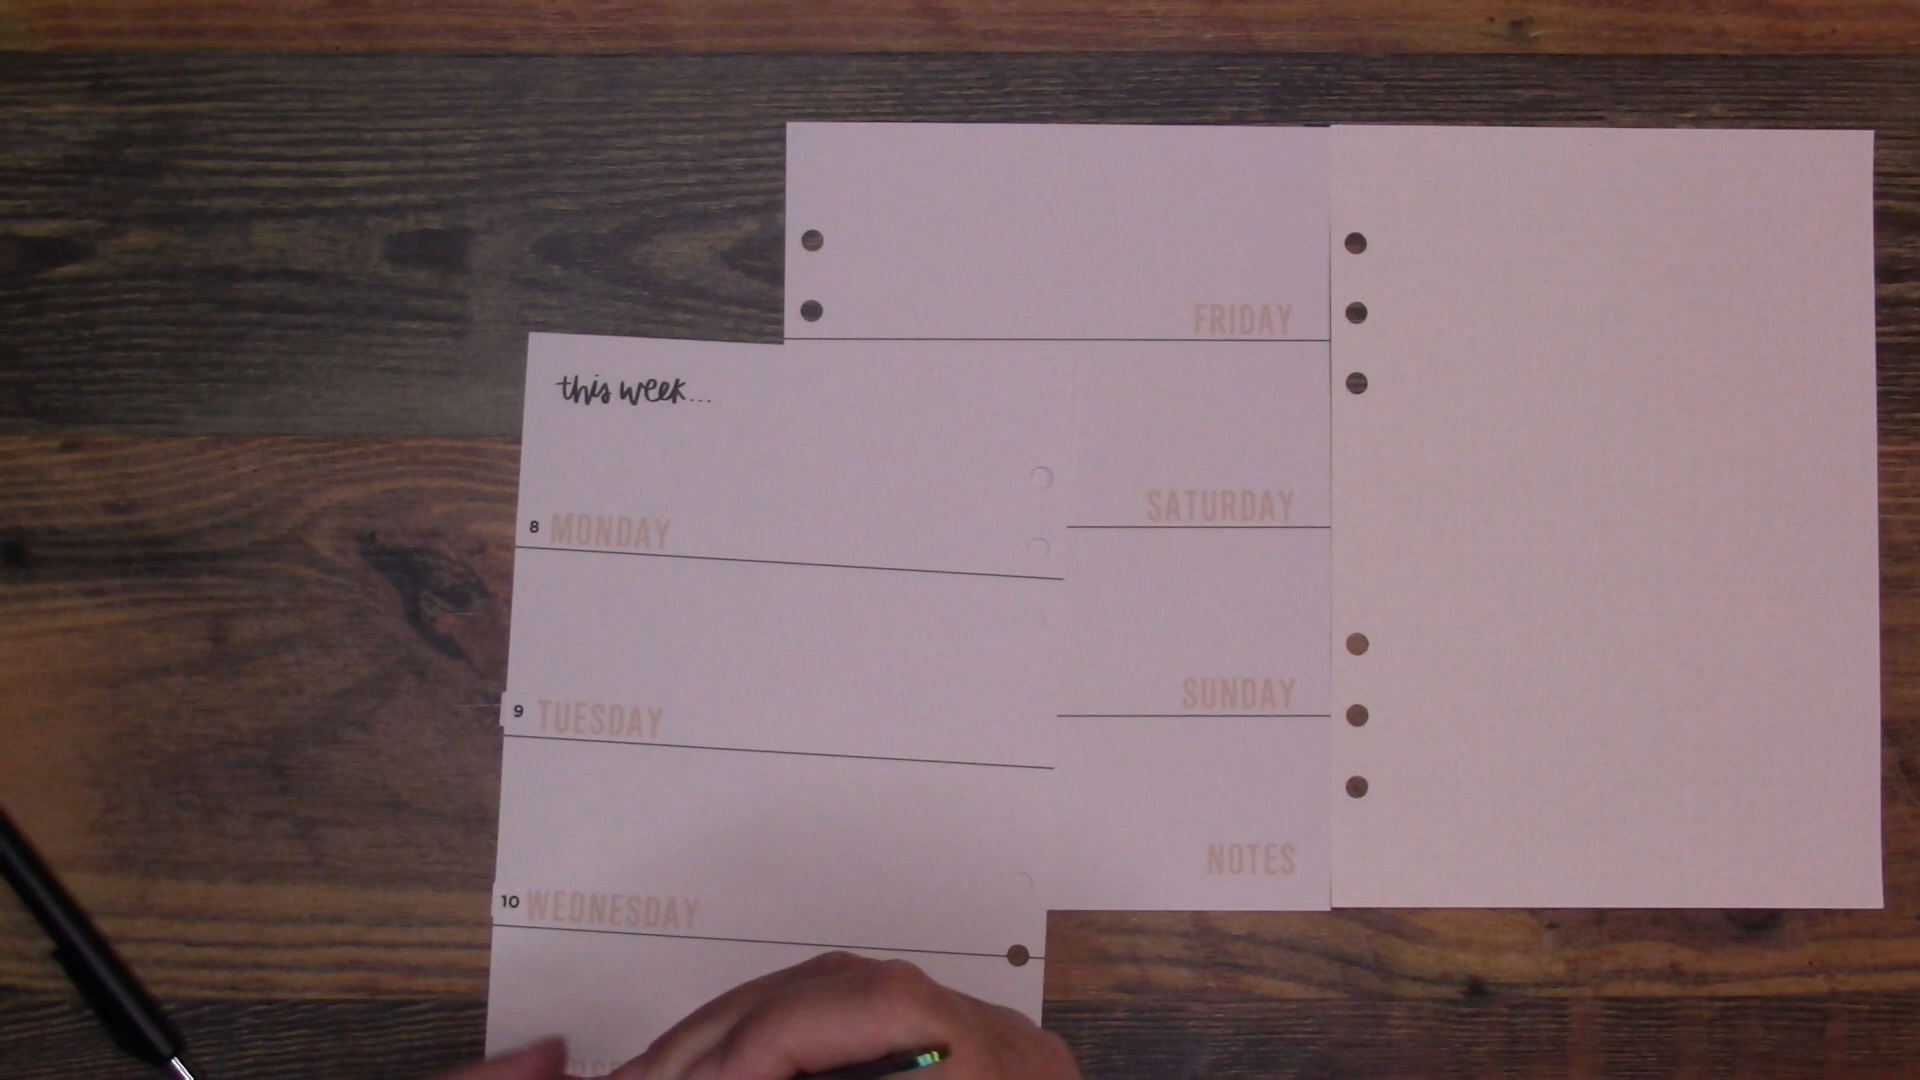 this week...
8 MONDAY
9 TUESDAY
10 WEDNESDAY
FRIDAY
SATURDAY
SUNDAY
NOTES